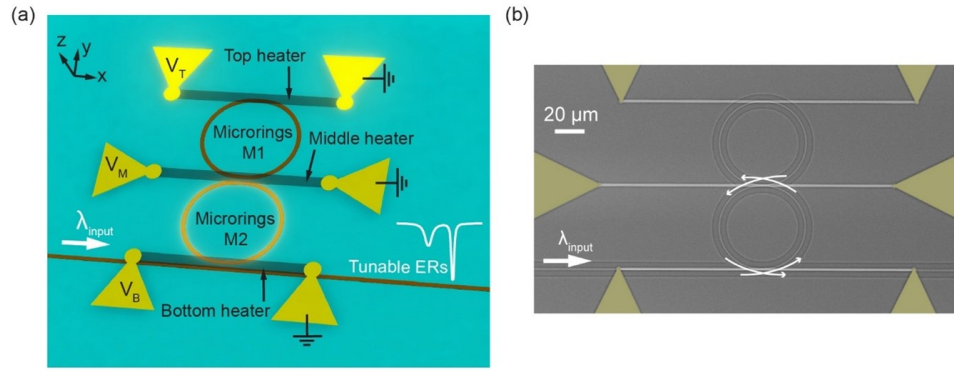 (a)
z
y
x
V_T
Top heater
Microrings
M1
Middle heater
V_M
Microrings
M2
λ_input
Tunable ERs
V_B
Bottom heater
(b)
20 μm
λ_input